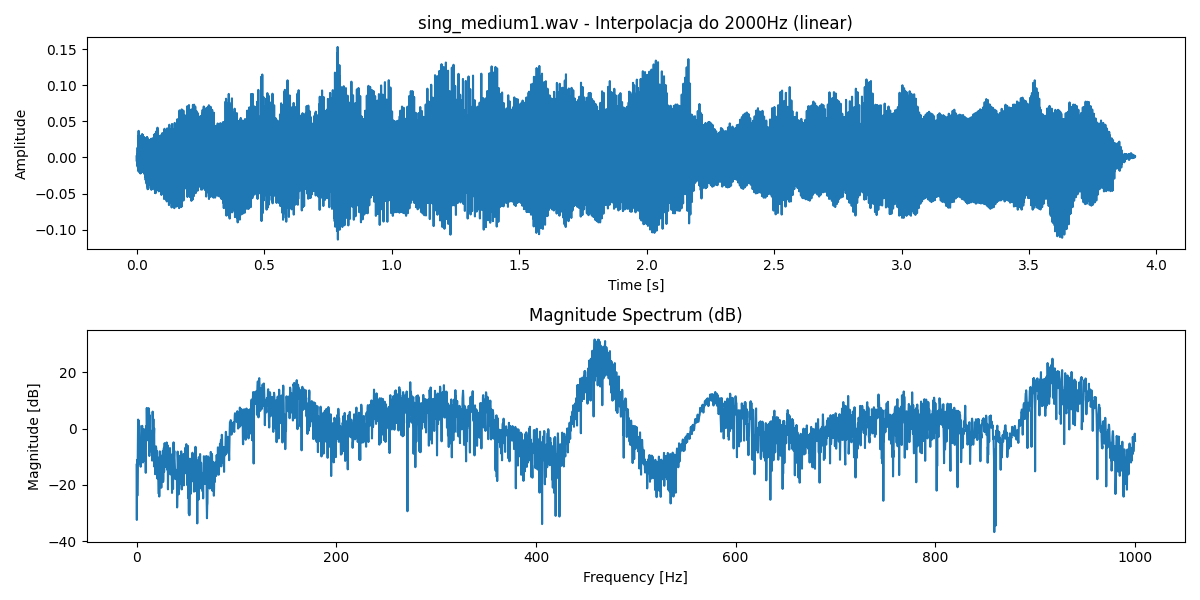 sing_medium1.wav - Interpolacja do 2000Hz (linear)
0.15
0.10
0.05
0.00
−0.05
−0.10
Amplitude
0.0 0.5 1.0 1.5 2.0 2.5 3.0 3.5 4.0
Time [s]
Magnitude Spectrum (dB)
20
0
−20
−40
Magnitude [dB]
0 200 400 600 800 1000
Frequency [Hz]